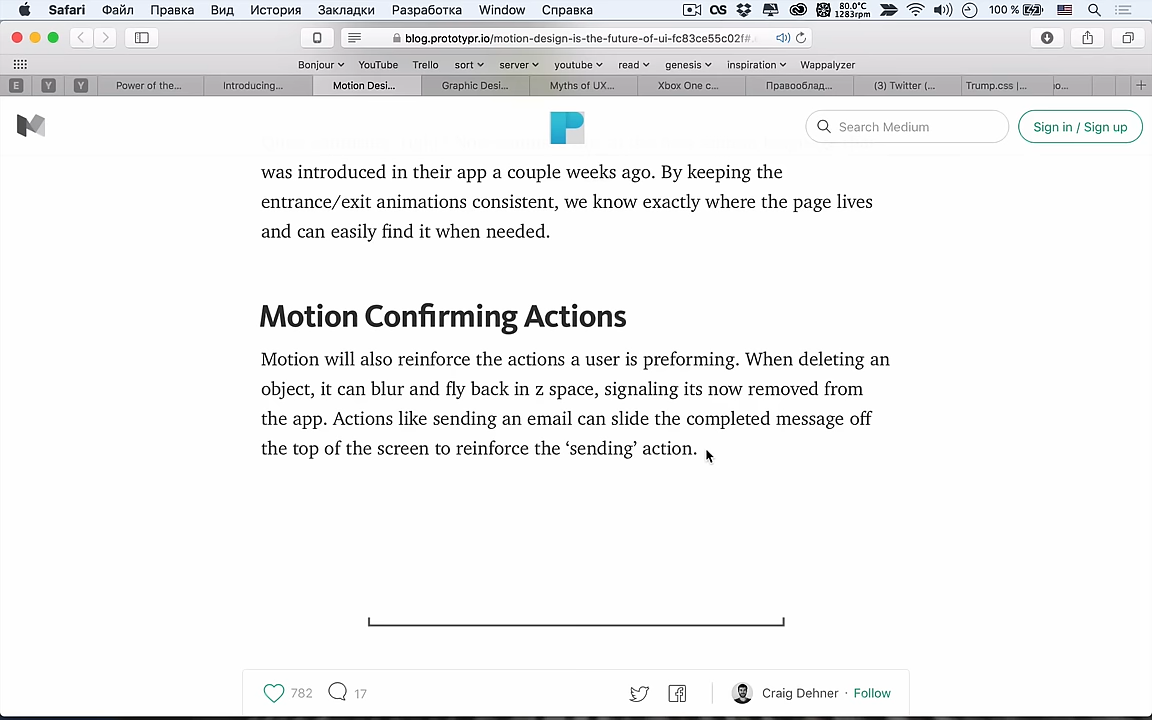 Safari Файл Правка Вид История Закладки Разработка Window Справка
80.0°C
1283rpm
100 %
blog.prototypr.io/motion-design-is-the-future-of-ui-fc83ce55c02f#.
Bonjour YouTube Trello sort server youtube read genesis inspiration Wappalyzer
E Y Y Power of the... Introducing... Motion Desi... Graphic Desi... Myths of UX... Xbox One c... Правооблад... (3) Twitter (... Trump.css |... ю...
Search Medium
Sign in / Sign up
was introduced in their app a couple weeks ago. By keeping the
entrance/exit animations consistent, we know exactly where the page lives
and can easily find it when needed.
Motion Confirming Actions
Motion will also reinforce the actions a user is preforming. When deleting an
object, it can blur and fly back in z space, signaling its now removed from
the app. Actions like sending an email can slide the completed message off
the top of the screen to reinforce the ‘sending’ action.
782 17 Craig Dehner · Follow